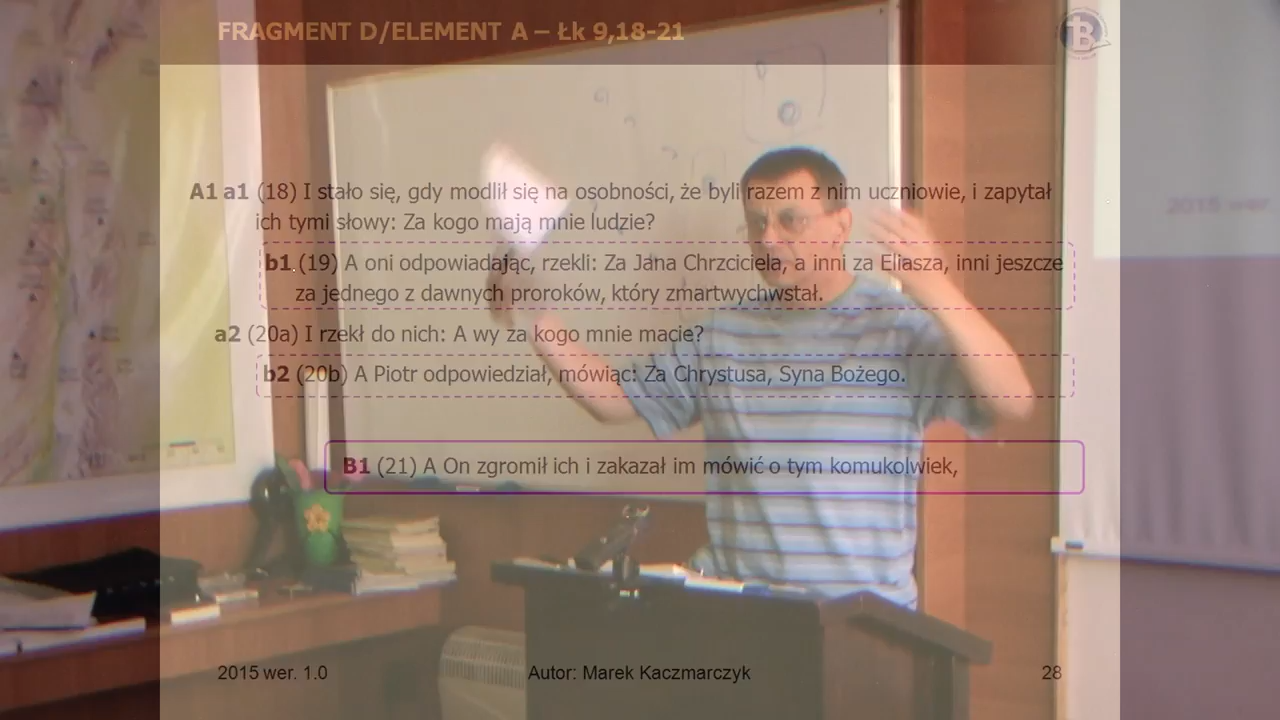 FRAGMENT D/ELEMENT A – Łk 9,18-21
A1 a1 (18) I stało się, gdy modlił się na osobności, że byli razem z nim uczniowie, i zapytał
ich tymi słowy: Za kogo mają mnie ludzie?
b1 (19) A oni odpowiadając, rzekli: Za Jana Chrzciciela, a inni za Eliasza, inni jeszcze
za jednego z dawnych proroków, który zmartwychwstał.
a2 (20a) I rzekł do nich: A wy za kogo mnie macie?
b2 (20b) A Piotr odpowiedział, mówiąc: Za Chrystusa, Syna Bożego.
B1 (21) A On zgromił ich i zakazał im mówić o tym komukolwiek,
2015 wer.
2015 wer. 1.0 Autor: Marek Kaczmarczyk 28